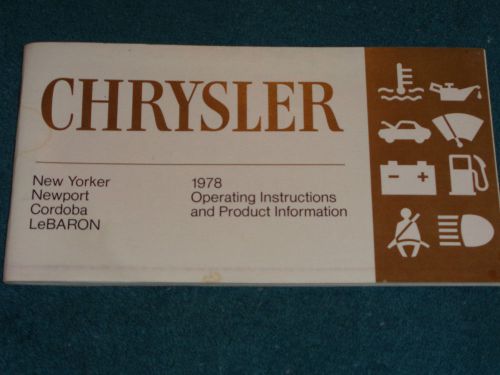 CHRYSLER
New Yorker
Newport
Cordoba
LeBARON
1978
Operating Instructions
and Product Information